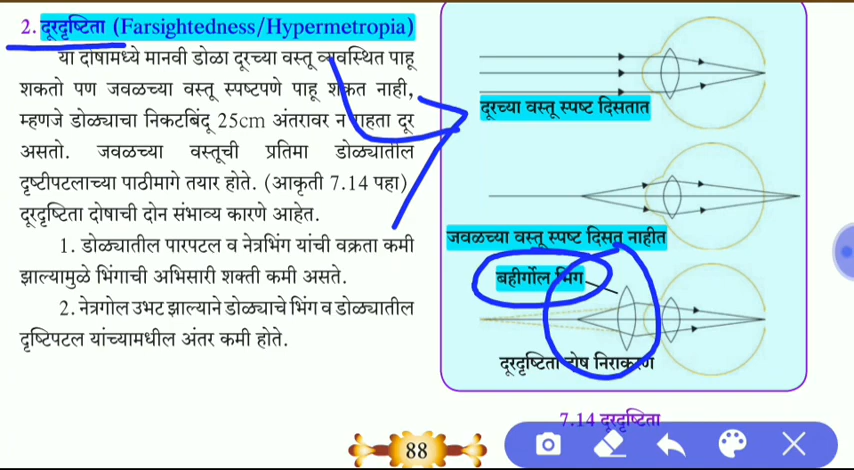 2. दूरदृष्टिता (Farsightedness/Hypermetropia)
या दोषामध्ये मानवी डोळा दूरच्या वस्तू व्यवस्थित पाहू
शकतो पण जवळच्या वस्तू स्पष्टपणे पाहू शकत नाही,
म्हणजे डोळ्याचा निकटबिंदू 25cm अंतरावर न राहता दूर
असतो. जवळच्या वस्तूची प्रतिमा डोळ्यातील
दृष्टीपटलाच्या पाठीमागे तयार होते. (आकृती 7.14 पहा)
दूरदृष्टिता दोषाची दोन संभाव्य कारणे आहेत.
1. डोळ्यातील पारपटल व नेत्रभिंग यांची वक्रता कमी
झाल्यामुळे भिंगाची अभिसारी शक्ती कमी असते.
2. नेत्रगोल उभट झाल्याने डोळ्याचे भिंग व डोळ्यातील
दृष्टिपटल यांच्यामधील अंतर कमी होते.
दूरच्या वस्तू स्पष्ट दिसतात
जवळच्या वस्तू स्पष्ट दिसत नाहीत
बहीर्गोल भिंग
दूरदृष्टिता दोष निराकरण
7.14 दूरदृष्टिता
88